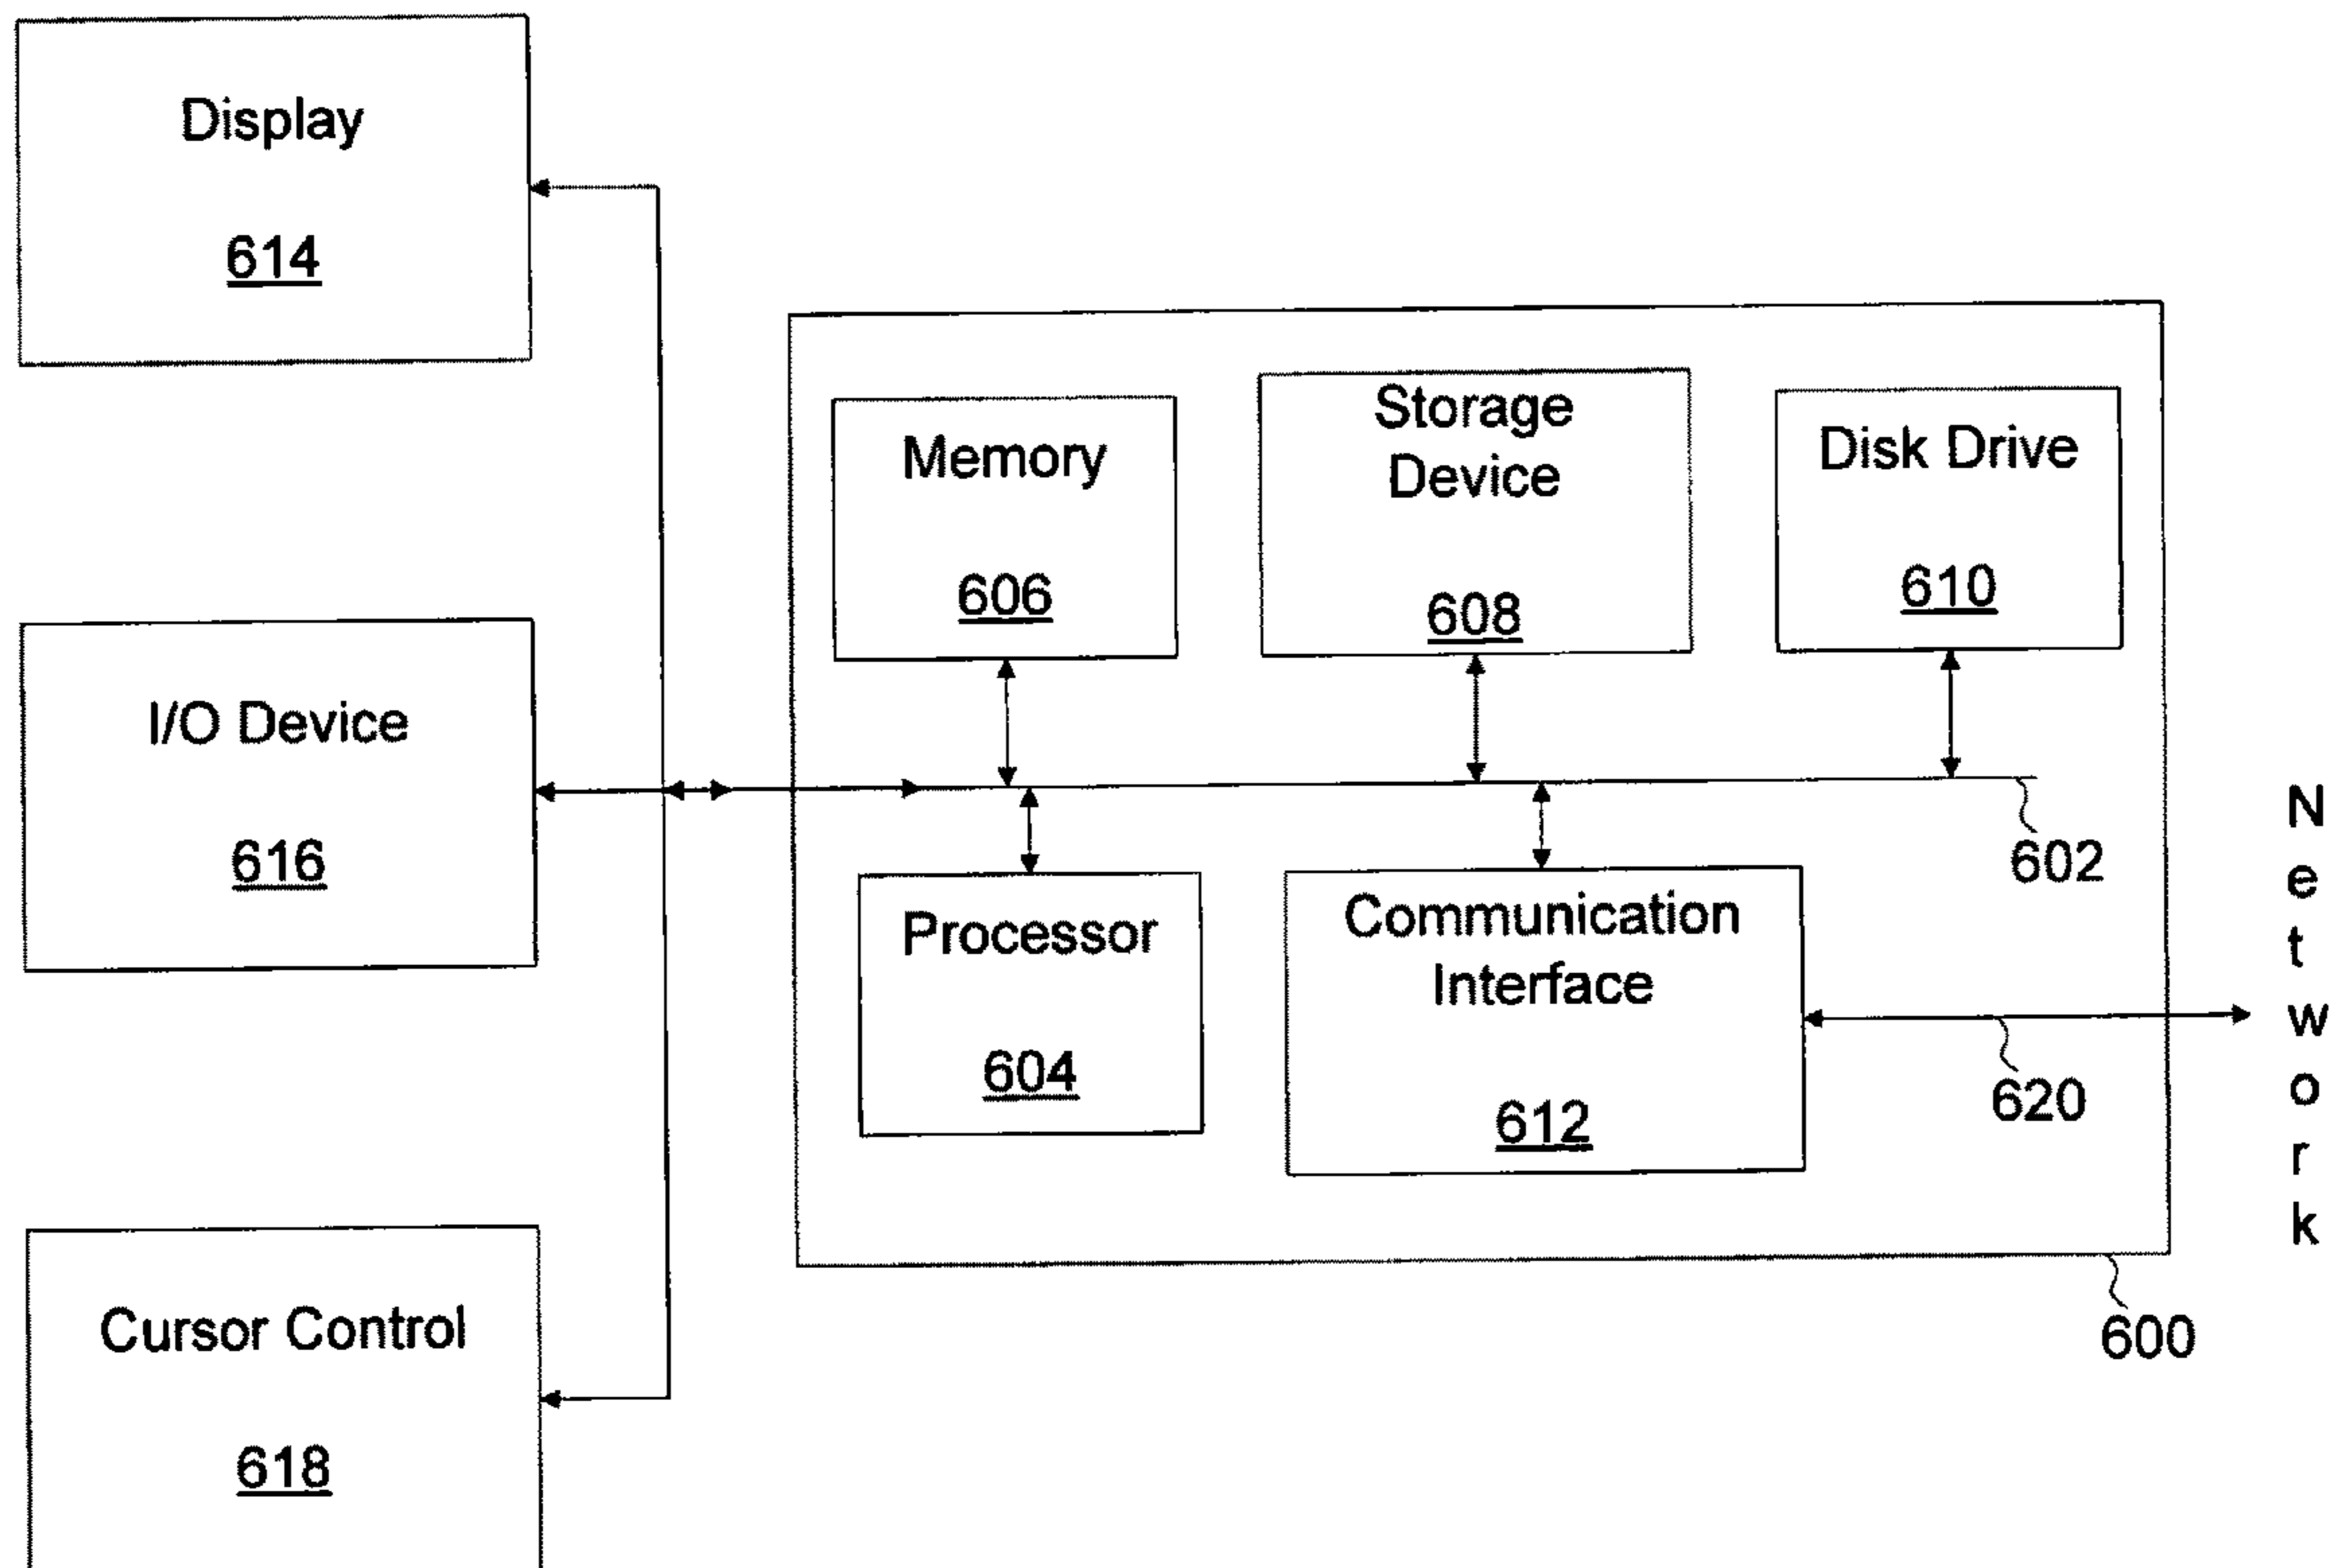 Display
614
I/O Device
616
Cursor Control
618
Memory
606
Storage
Device
608
Disk Drive
610
602
Processor
604
Communication
Interface
612
620
600
Network